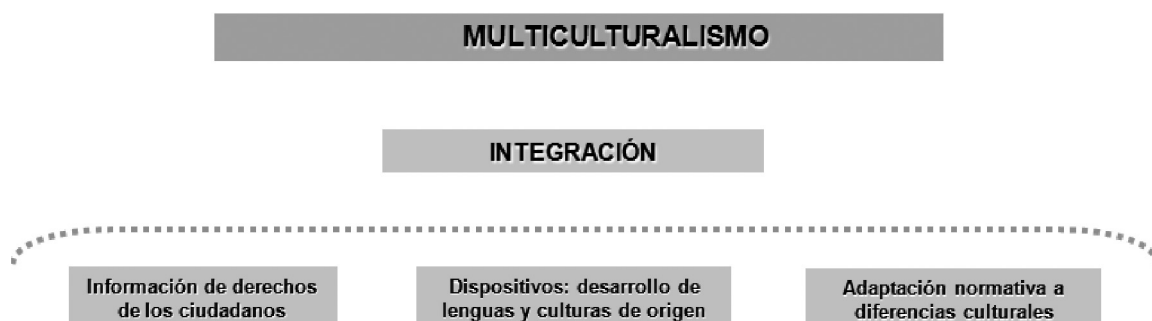 MULTICULTURALISMO
INTEGRACIÓN
Información de derechos
de los ciudadanos
Dispositivos: desarrollo de
lenguas y culturas de origen
Adaptación normativa a
diferencias culturales